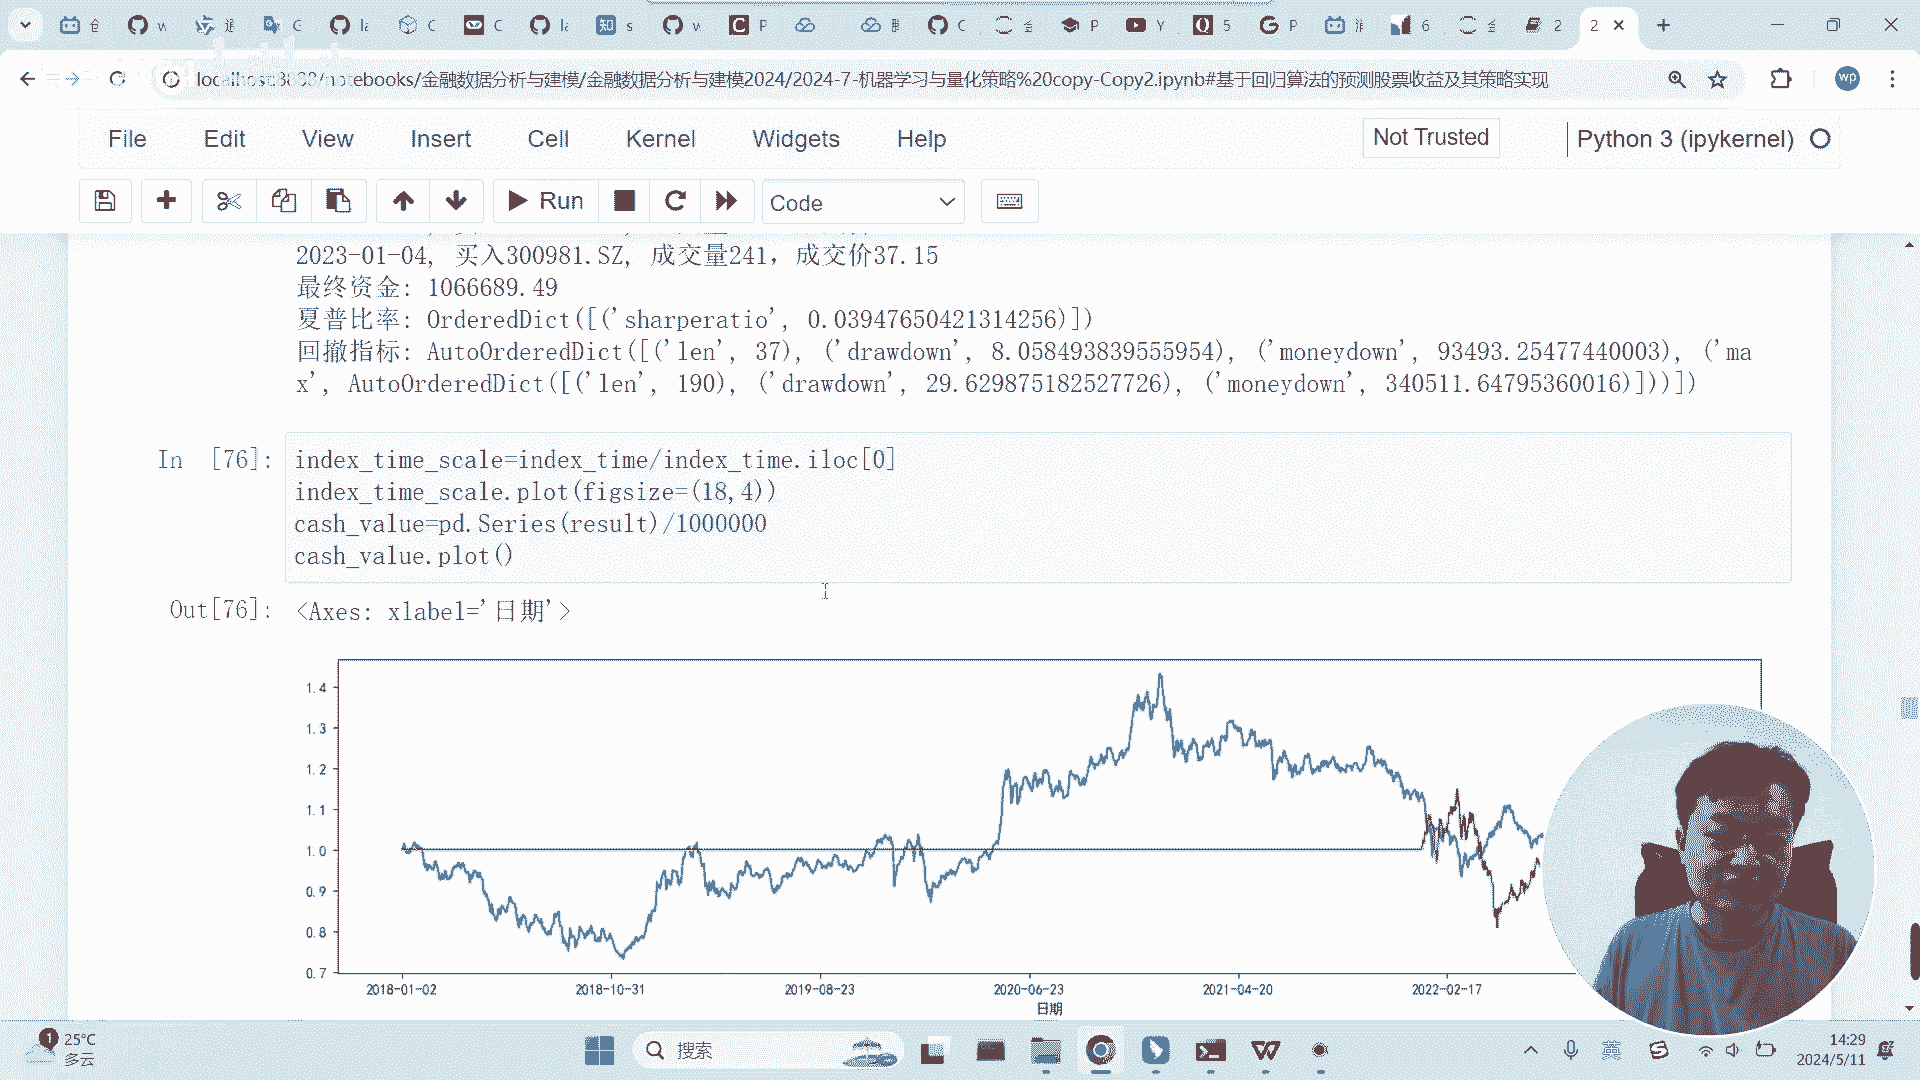 localhost:8888/notebooks/金融数据分析与建模/金融数据分析与建模2024/2024-7-机器学习与量化策略%20copy-Copy2.ipynb#基于回归算法的预测股票收益及其策略实现
wp
File Edit View Insert Cell Kernel Widgets Help
Not Trusted
Python 3 (ipykernel)
Run
Code
2023-01-04, 买入300981.SZ, 成交量241，成交价37.15
最终资金: 1066689.49
夏普比率: OrderedDict([('sharperatio', 0.03947650421314256)])
回撤指标: AutoOrderedDict([('len', 37), ('drawdown', 8.058493839555954), ('moneydown', 93493.25477440003), ('ma
x', AutoOrderedDict([('len', 190), ('drawdown', 29.629875182527726), ('moneydown', 340511.64795360016)]))])
In [76]:
index_time_scale=index_time/index_time.iloc[0]
index_time_scale.plot(figsize=(18,4))
cash_value=pd.Series(result)/1000000
cash_value.plot()
Out[76]: <Axes: xlabel='日期'>
1.4
1.3
1.2
1.1
1.0
0.9
0.8
0.7
2018-01-02 2018-10-31 2019-08-23 2020-06-23 2021-04-20 2022-02-17
日期
1
25°C
多云
搜索
英
14:29
2024/5/11